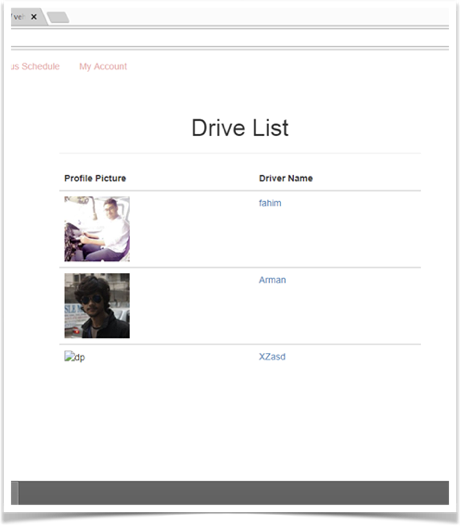 us Schedule My Account
Drive List
Profile Picture Driver Name
fahim
Arman
dp XZasd